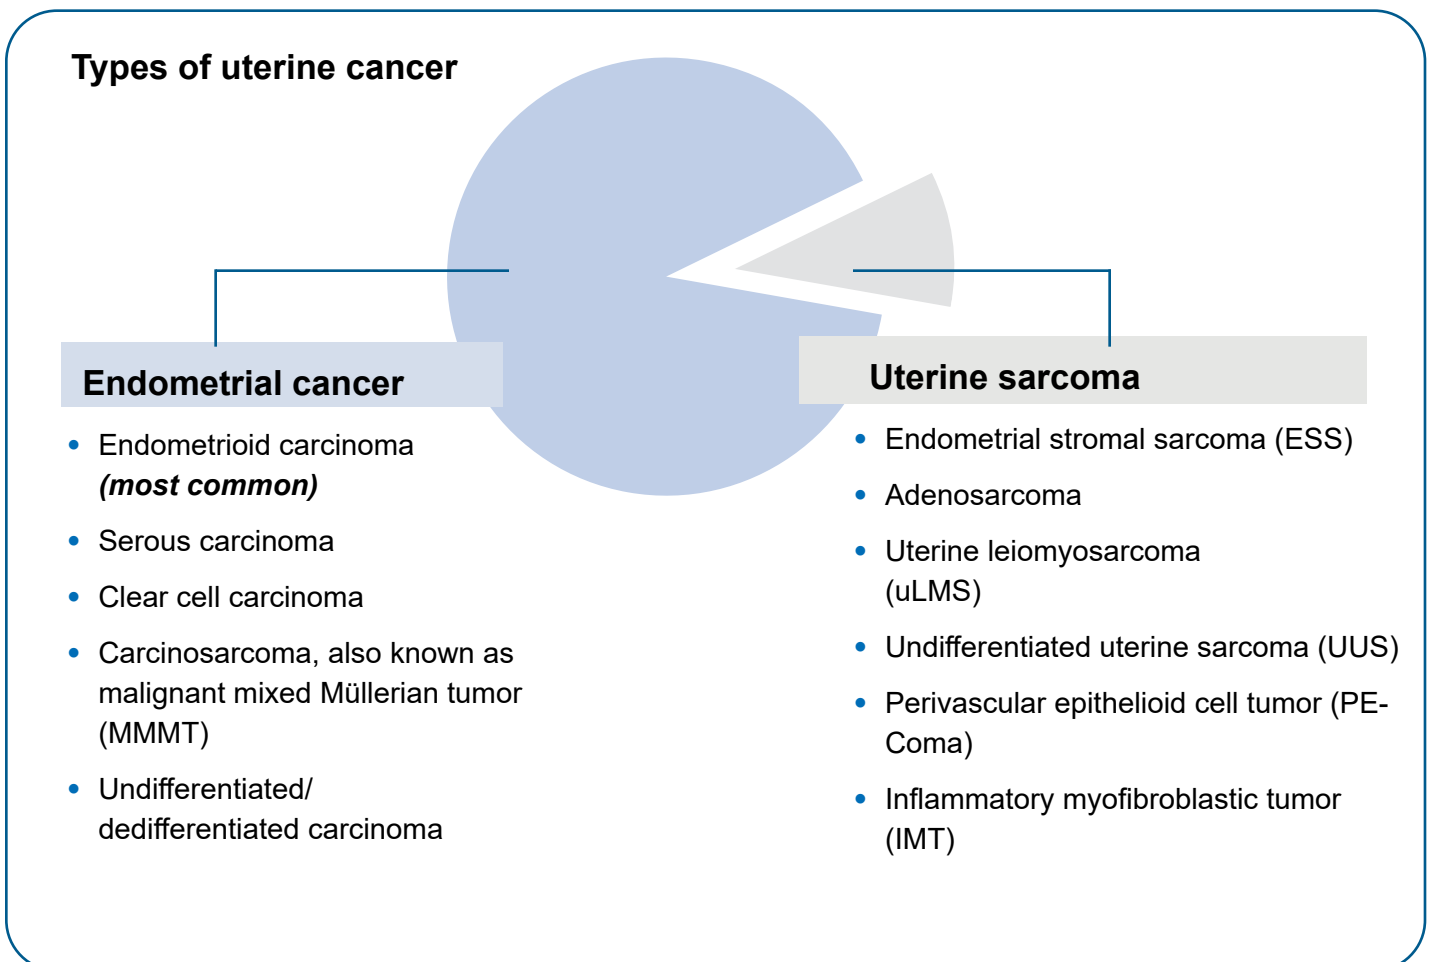 Types of uterine cancer
Endometrial cancer
• Endometrioid carcinoma
(most common)
• Serous carcinoma
• Clear cell carcinoma
• Carcinosarcoma, also known as
malignant mixed Müllerian tumor
(MMMT)
• Undifferentiated/
dedifferentiated carcinoma
Uterine sarcoma
• Endometrial stromal sarcoma (ESS)
• Adenosarcoma
• Uterine leiomyosarcoma
(uLMS)
• Undifferentiated uterine sarcoma (UUS)
• Perivascular epithelioid cell tumor (PE-
Coma)
• Inflammatory myofibroblastic tumor
(IMT)